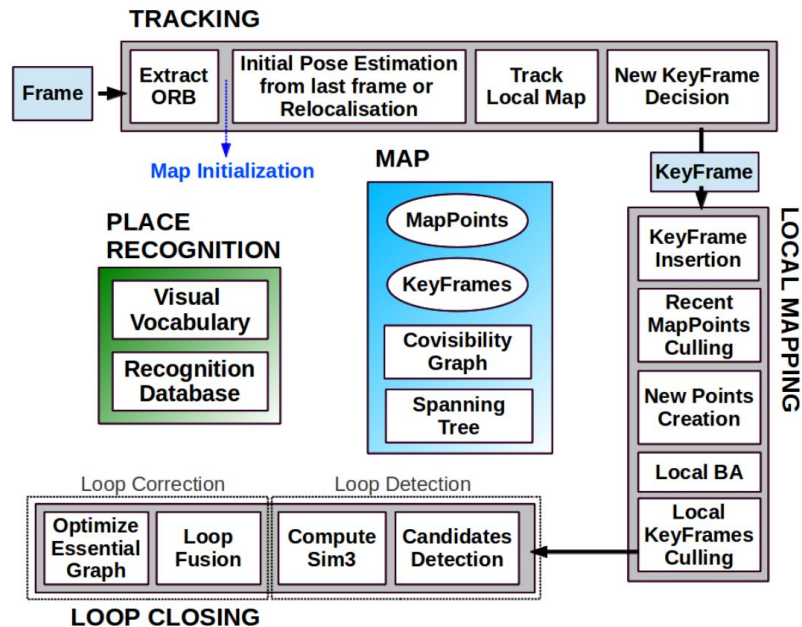 TRACKING
Frame
Extract
ORB
Initial Pose Estimation
from last frame or
Relocalisation
Track
Local Map
New KeyFrame
Decision
Map Initialization
MAP
KeyFrame
PLACE
RECOGNITION
Visual
Vocabulary
Recognition
Database
MapPoints
KeyFrames
Covisibility
Graph
Spanning
Tree
LOCAL MAPPING
KeyFrame
Insertion
Recent
MapPoints
Culling
New Points
Creation
Local BA
Local
KeyFrames
Culling
Loop Correction
Loop Detection
Optimize
Essential
Graph
Loop
Fusion
Compute
Sim3
Candidates
Detection
LOOP CLOSING